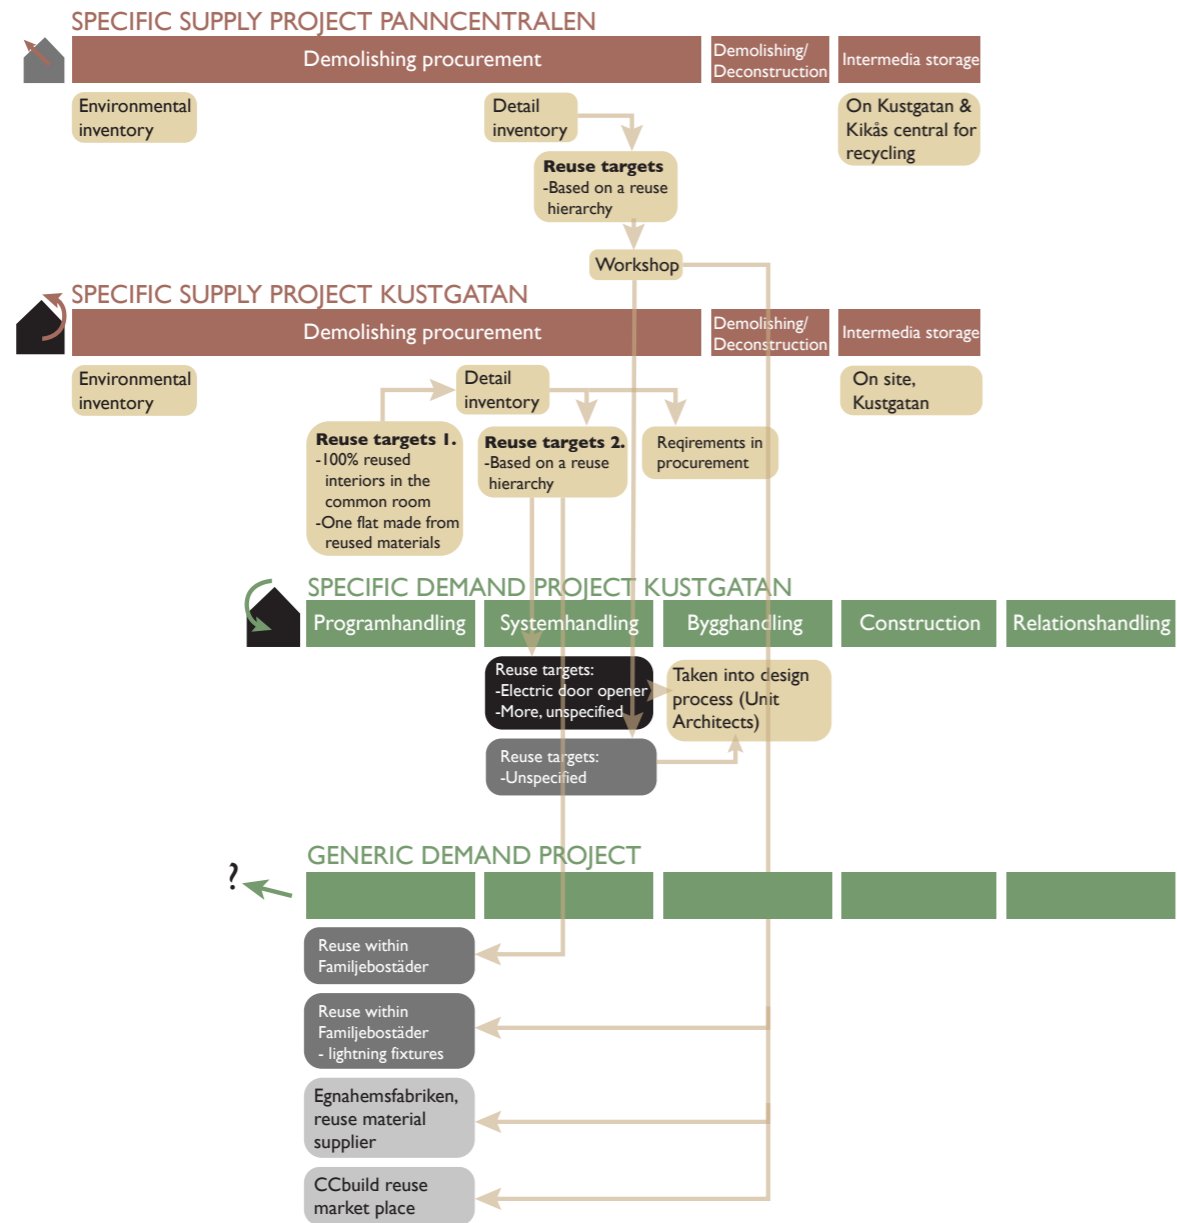 SPECIFIC SUPPLY PROJECT PANNCENTRALEN
Demolishing procurement
Demolishing/
Deconstruction
Intermedia storage
Environmental
inventory
Detail
inventory
On Kustgatan &
Kikås central for
recycling
Reuse targets
-Based on a reuse
hierarchy
Workshop
SPECIFIC SUPPLY PROJECT KUSTGATAN
Demolishing procurement
Demolishing/
Deconstruction
Intermedia storage
Environmental
inventory
Detail
inventory
On site,
Kustgatan
Reuse targets 1.
-100% reused
interiors in the
common room
-One flat made from
reused materials
Reuse targets 2.
-Based on a reuse
hierarchy
Reqirements in
procurement
SPECIFIC DEMAND PROJECT KUSTGATAN
Programhandling
Systemhandling
Bygghandling
Construction
Relationshandling
Reuse targets:
-Electric door opener
-More, unspecified
Taken into design
process (Unit
Architects)
Reuse targets:
-Unspecified
GENERIC DEMAND PROJECT
?
Reuse within
Familjebostäder
Reuse within
Familjebostäder
- lightning fixtures
Egnahemsfabriken,
reuse material
supplier
CCbuild reuse
market place